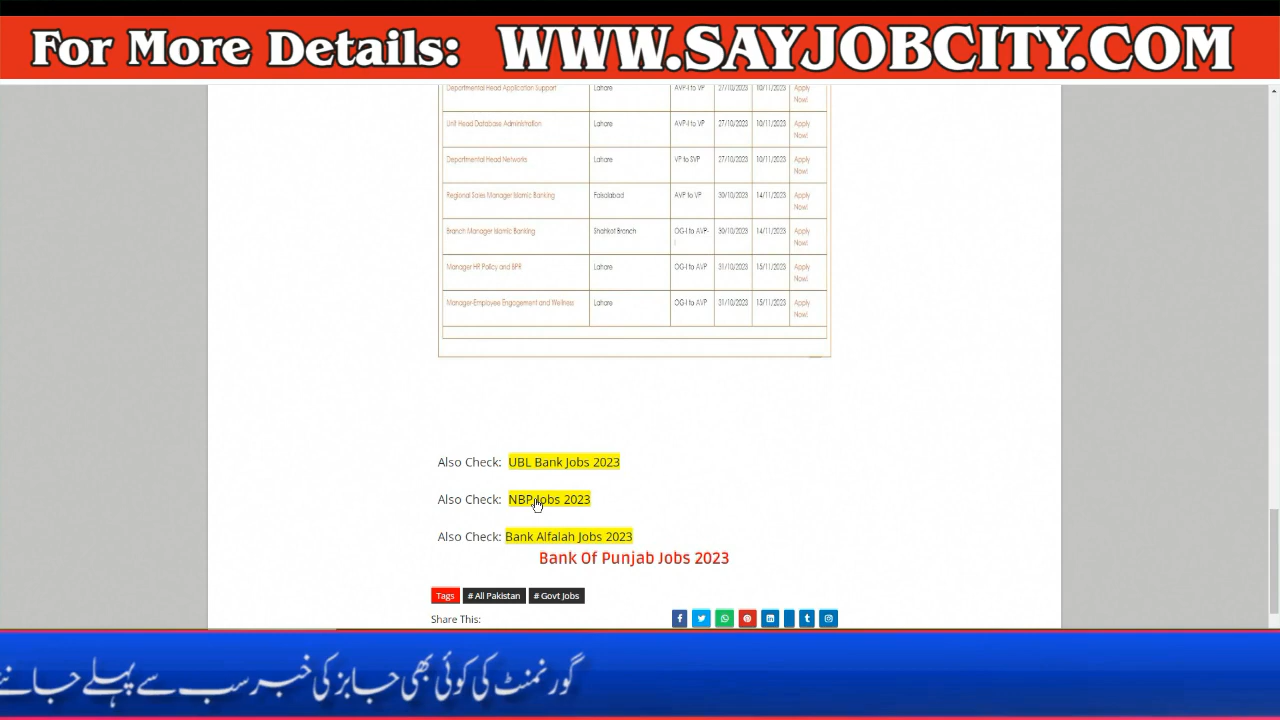 For More Details: WWW.SAYJOBCITY.COM
Departmental Head Application Support Lahore AVP-I to VP 27/10/2023 10/11/2023 Apply Now!
Unit Head Database Administration Lahore AVP-I to VP 27/10/2023 10/11/2023 Apply Now!
Departmental Head Networks Lahore VP to SVP 27/10/2023 10/11/2023 Apply Now!
Regional Sales Manager Islamic Banking Faisalabad AVP to VP 30/10/2023 14/11/2023 Apply Now!
Branch Manager Islamic Banking Shahkot Branch OG-I to AVP-I 30/10/2023 14/11/2023 Apply Now!
Manager HR Policy and BPR Lahore OG-I to AVP 31/10/2023 15/11/2023 Apply Now!
Manager-Employee Engagement and Wellness Lahore OG-I to AVP 31/10/2023 15/11/2023 Apply Now!
Also Check: UBL Bank Jobs 2023
Also Check: NBP Jobs 2023
Also Check: Bank Alfalah Jobs 2023
Bank Of Punjab Jobs 2023
Tags # All Pakistan # Govt Jobs
Share This:
گورنمنٹ کی کوئی بھی جابز کی خبر سب سے پہلے جاننے